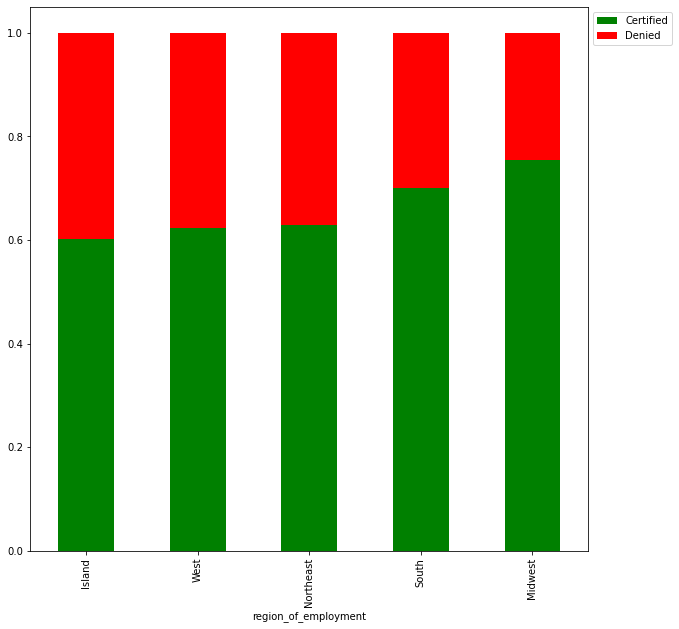 Certified
Denied
1.0
0.8
0.6
0.4
0.2
0.0
Island
West
Northeast
South
Midwest
region_of_employment